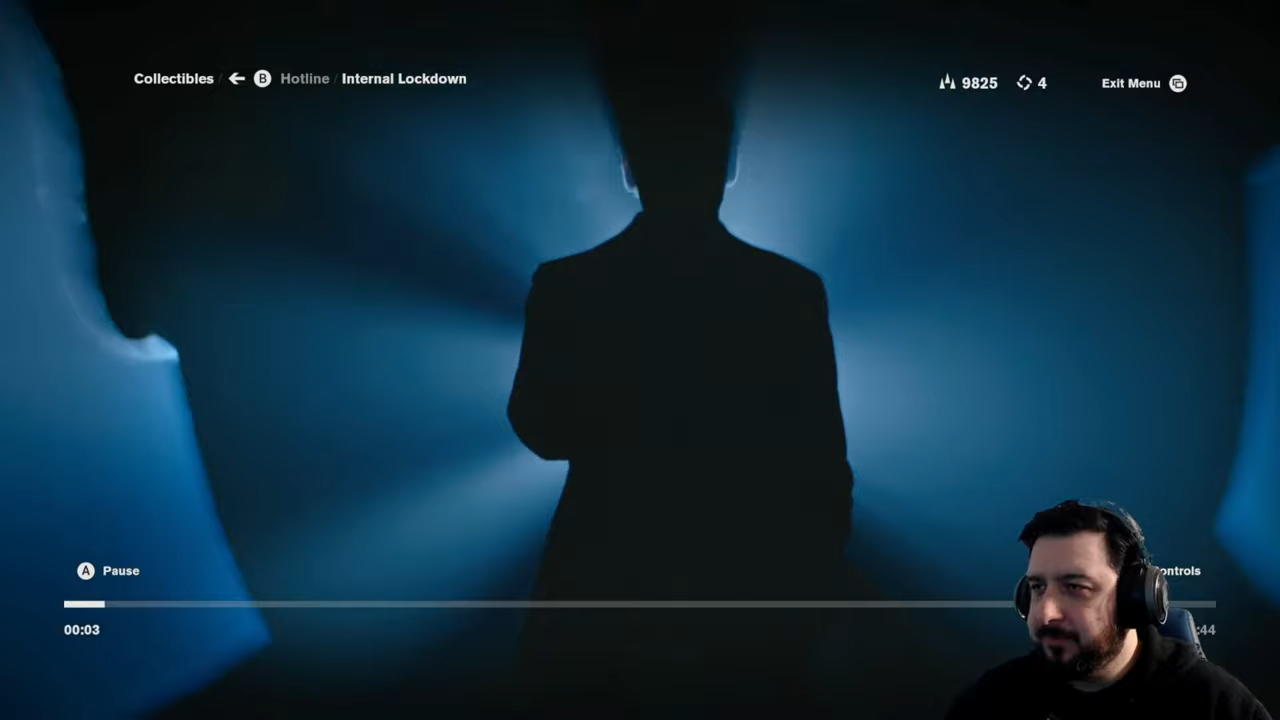 Collectibles / B Hotline / Internal Lockdown
9825 4 Exit Menu
A Pause
ontrols
00:03
:44